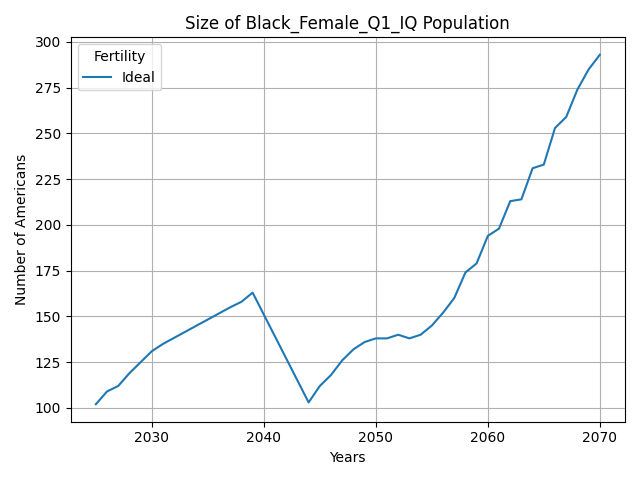 Size of Black_Female_Q1_IQ Population
Fertility
Ideal
Number of Americans
300
275
250
225
200
175
150
125
100
2030 2040 2050 2060 2070
Years